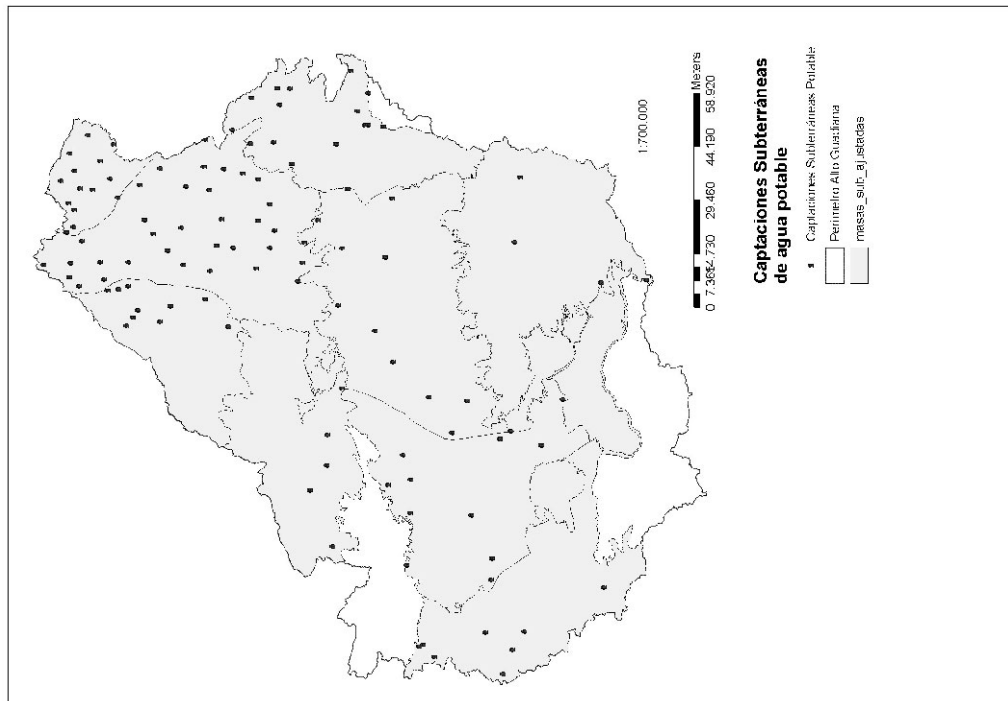 1:700.000
0 7.365 14.730 29.460 44.190 58.920
Meters
Captaciones Subterráneas
de agua potable
Captaciones Subterráneas Potable
Perimetro Alto Guadiana
masas_sub_ajustadas